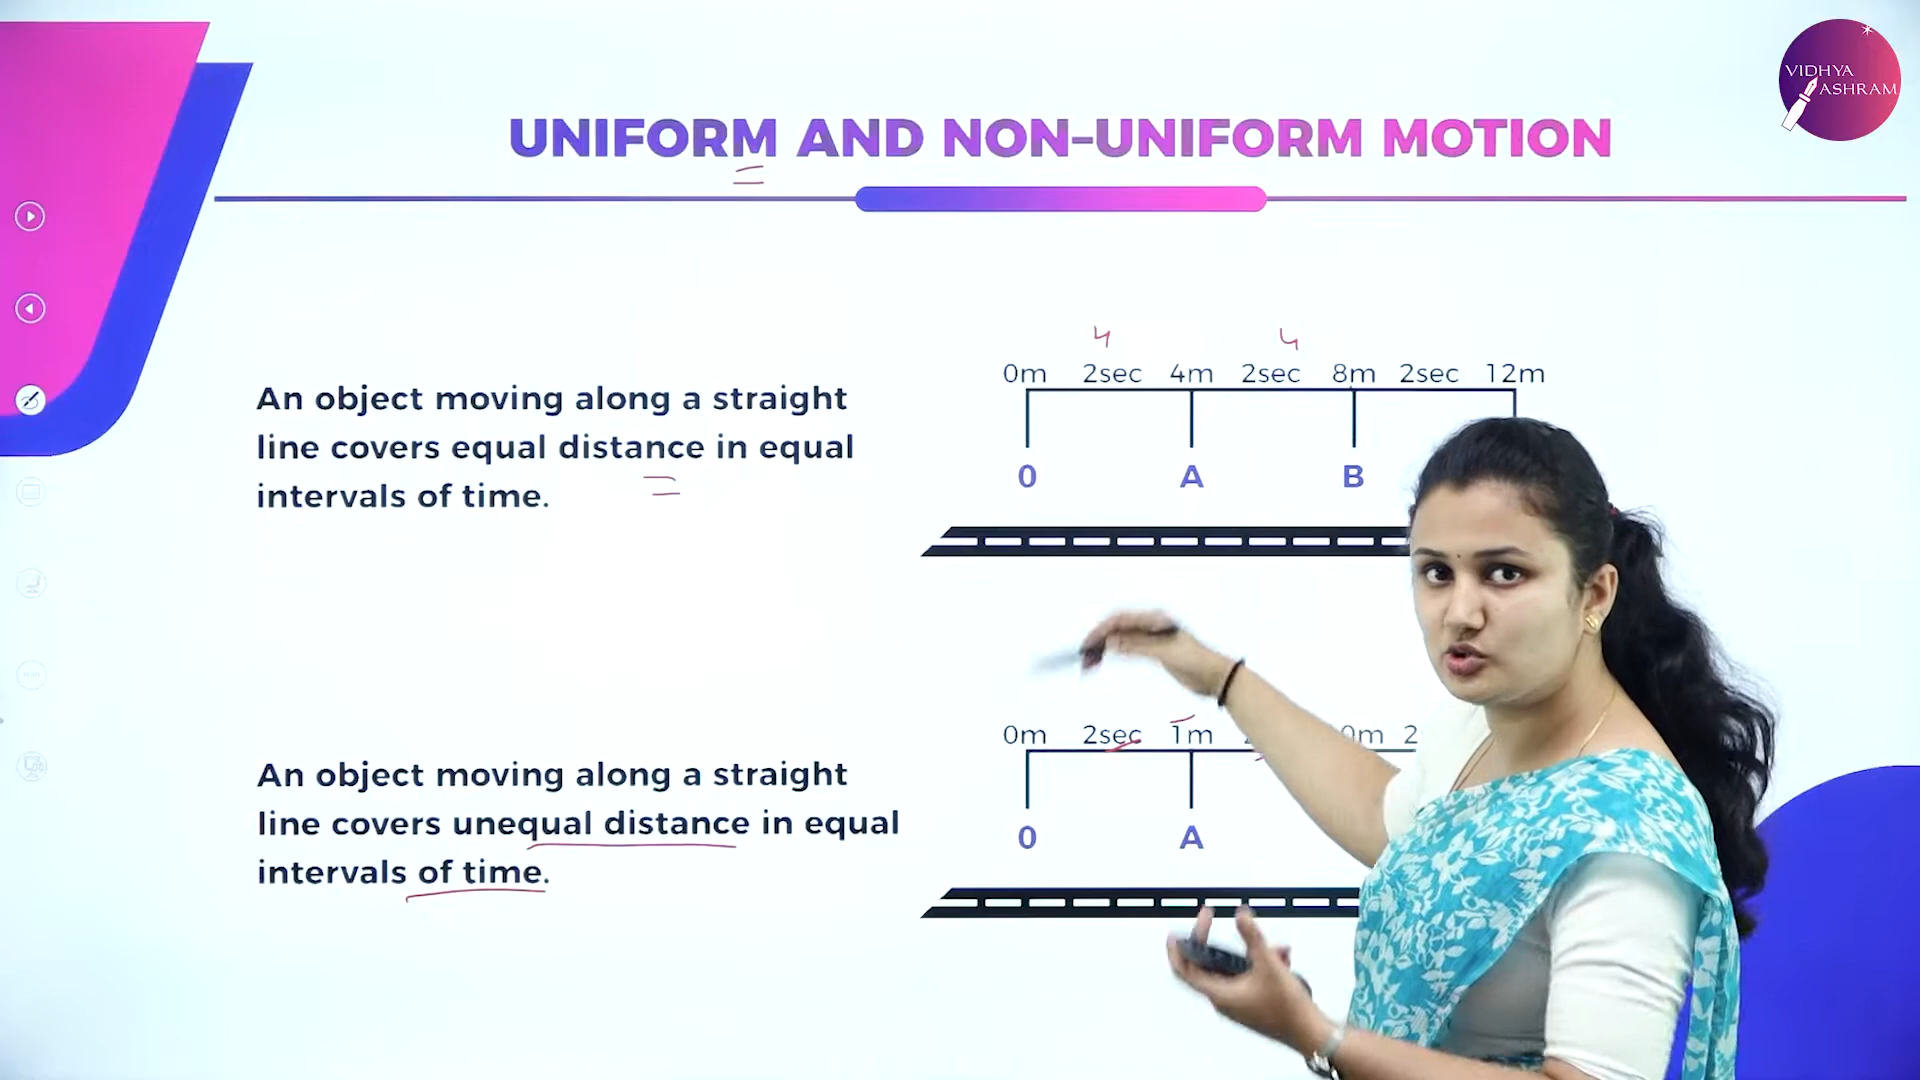 VIDHYA
ASHRAM
UNIFORM AND NON-UNIFORM MOTION
4 4
0m 2sec 4m 2sec 8m 2sec 12m
An object moving along a straight
line covers equal distance in equal
intervals of time.
0 A B
0m 2sec 1m 0m 2
An object moving along a straight
line covers unequal distance in equal
intervals of time.
0 A